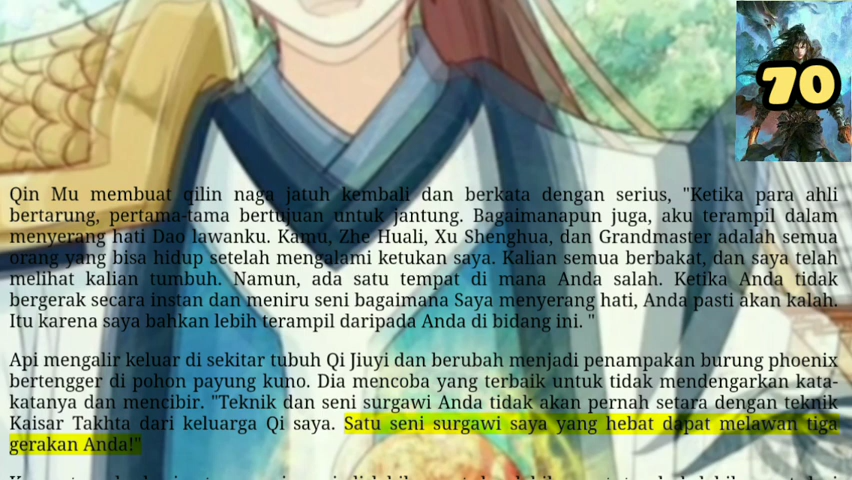 70
Qin Mu membuat qilin naga jatuh kembali dan berkata dengan serius, "Ketika para ahli
bertarung, pertama-tama bertujuan untuk jantung. Bagaimanapun juga, aku terampil dalam
menyerang hati Dao lawanku. Kamu, Zhe Huali, Xu Shenghua, dan Grandmaster adalah semua
orang yang bisa hidup setelah mengalami ketukan saya. Kalian semua berbakat, dan saya telah
melihat kalian tumbuh. Namun, ada satu tempat di mana Anda salah. Ketika Anda tidak
bergerak secara instan dan meniru seni bagaimana Saya menyerang hati, Anda pasti akan kalah.
Itu karena saya bahkan lebih terampil daripada Anda di bidang ini. "
Api mengalir keluar di sekitar tubuh Qi Jiuyi dan berubah menjadi penampakan burung phoenix
bertengger di pohon payung kuno. Dia mencoba yang terbaik untuk tidak mendengarkan kata-
katanya dan mencibir. "Teknik dan seni surgawi Anda tidak akan pernah setara dengan teknik
Kaisar Takhta dari keluarga Qi saya. Satu seni surgawi saya yang hebat dapat melawan tiga
gerakan Anda!"